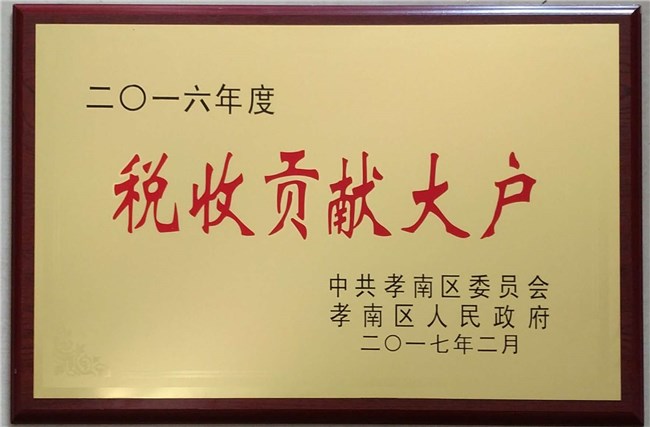 二〇一六年度
税收贡献大户
中共孝南区委员会
孝南区人民政府
二〇一七年二月